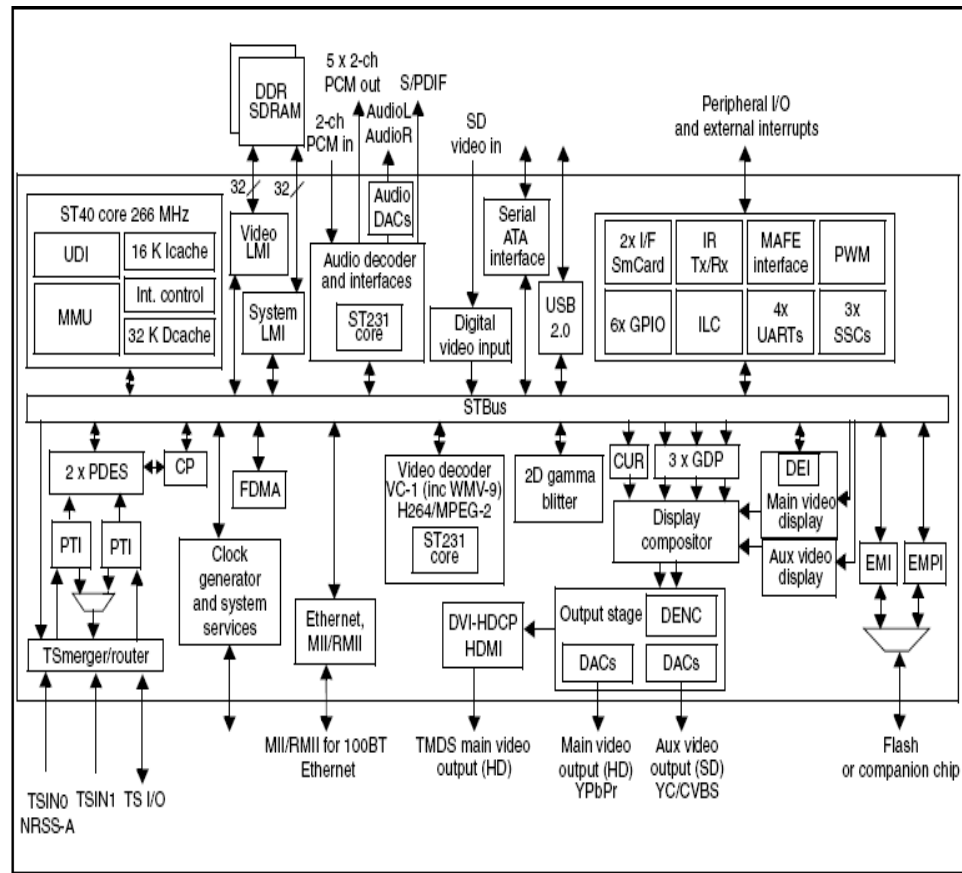 5 x 2-ch
PCM out
S/PDIF
DDR
SDRAM
2-ch
PCM in
AudioL
AudioR
SD
video in
Peripheral I/O
and external interrupts
32
32
ST40 core 266 MHz
UDI
16 K Icache
MMU
Int. control
32 K Dcache
Video
LMI
System
LMI
Audio
DACs
Audio decoder
and interfaces
ST231
core
Digital
video input
Serial
ATA
interface
USB
2.0
2x I/F
SmCard
IR
Tx/Rx
MAFE
interface
PWM
6x GPIO
ILC
4x
UARTs
3x
SSCs
STBus
2 x PDES
CP
FDMA
PTI
PTI
TSmerger/router
Clock
generator
and system
services
Ethernet,
MII/RMII
Video decoder
VC-1 (inc WMV-9)
H264/MPEG-2
ST231
core
2D gamma
blitter
CUR
3 x GDP
Display
compositor
DEI
Main video
display
Aux video
display
EMI
EMPI
DVI-HDCP
HDMI
Output stage
DENC
DACs
DACs
TSIN0
NRSS-A
TSIN1
TS I/O
MII/RMII for 100BT
Ethernet
TMDS main video
output (HD)
Main video
output (HD)
YPbPr
Aux video
output (SD)
YC/CVBS
Flash
or companion chip